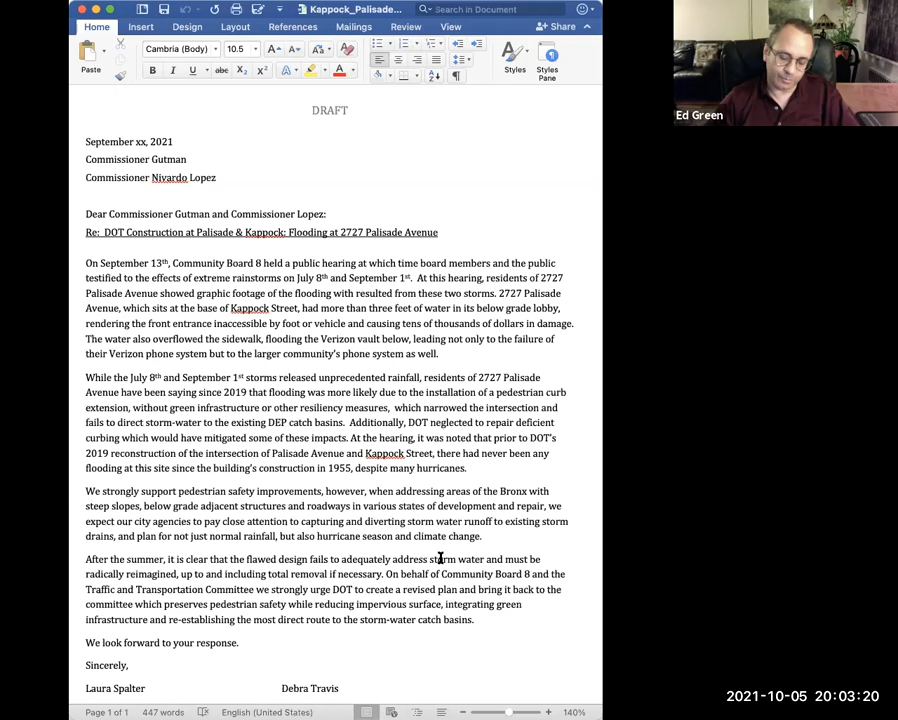 Kappock_Palisade...
Search in Document
Home Insert Design Layout References Mailings Review View Share
Paste
Cambria (Body) 10.5
Styles
Styles Pane
DRAFT
September xx, 2021
Commissioner Gutman
Commissioner Nivardo Lopez
Dear Commissioner Gutman and Commissioner Lopez:
Re: DOT Construction at Palisade & Kappock; Flooding at 2727 Palisade Avenue
On September 13th, Community Board 8 held a public hearing at which time board members and the public
testified to the effects of extreme rainstorms on July 8th and September 1st. At this hearing, residents of 2727
Palisade Avenue showed graphic footage of the flooding with resulted from these two storms. 2727 Palisade
Avenue, which sits at the base of Kappock Street, had more than three feet of water in its below grade lobby,
rendering the front entrance inaccessible by foot or vehicle and causing tens of thousands of dollars in damage.
The water also overflowed the sidewalk, flooding the Verizon vault below, leading not only to the failure of
their Verizon phone system but to the larger community's phone system as well.
While the July 8th and September 1st storms released unprecedented rainfall, residents of 2727 Palisade
Avenue have been saying since 2019 that flooding was more likely due to the installation of a pedestrian curb
extension, without green infrastructure or other resiliency measures, which narrowed the intersection and
fails to direct storm-water to the existing DEP catch basins. Additionally, DOT neglected to repair deficient
curbing which would have mitigated some of these impacts. At the hearing, it was noted that prior to DOT's
2019 reconstruction of the intersection of Palisade Avenue and Kappock Street, there had never been any
flooding at this site since the building's construction in 1955, despite many hurricanes.
We strongly support pedestrian safety improvements, however, when addressing areas of the Bronx with
steep slopes, below grade adjacent structures and roadways in various states of development and repair, we
expect our city agencies to pay close attention to capturing and diverting storm water runoff to existing storm
drains, and plan for not just normal rainfall, but also hurricane season and climate change.
After the summer, it is clear that the flawed design fails to adequately address storm water and must be
radically reimagined, up to and including total removal if necessary. On behalf of Community Board 8 and the
Traffic and Transportation Committee we strongly urge DOT to create a revised plan and bring it back to the
committee which preserves pedestrian safety while reducing impervious surface, integrating green
infrastructure and re-establishing the most direct route to the storm-water catch basins.
We look forward to your response.
Sincerely,
Laura Spalter Debra Travis
Page 1 of 1 447 words English (United States) 140%
Ed Green
2021-10-05 20:03:20